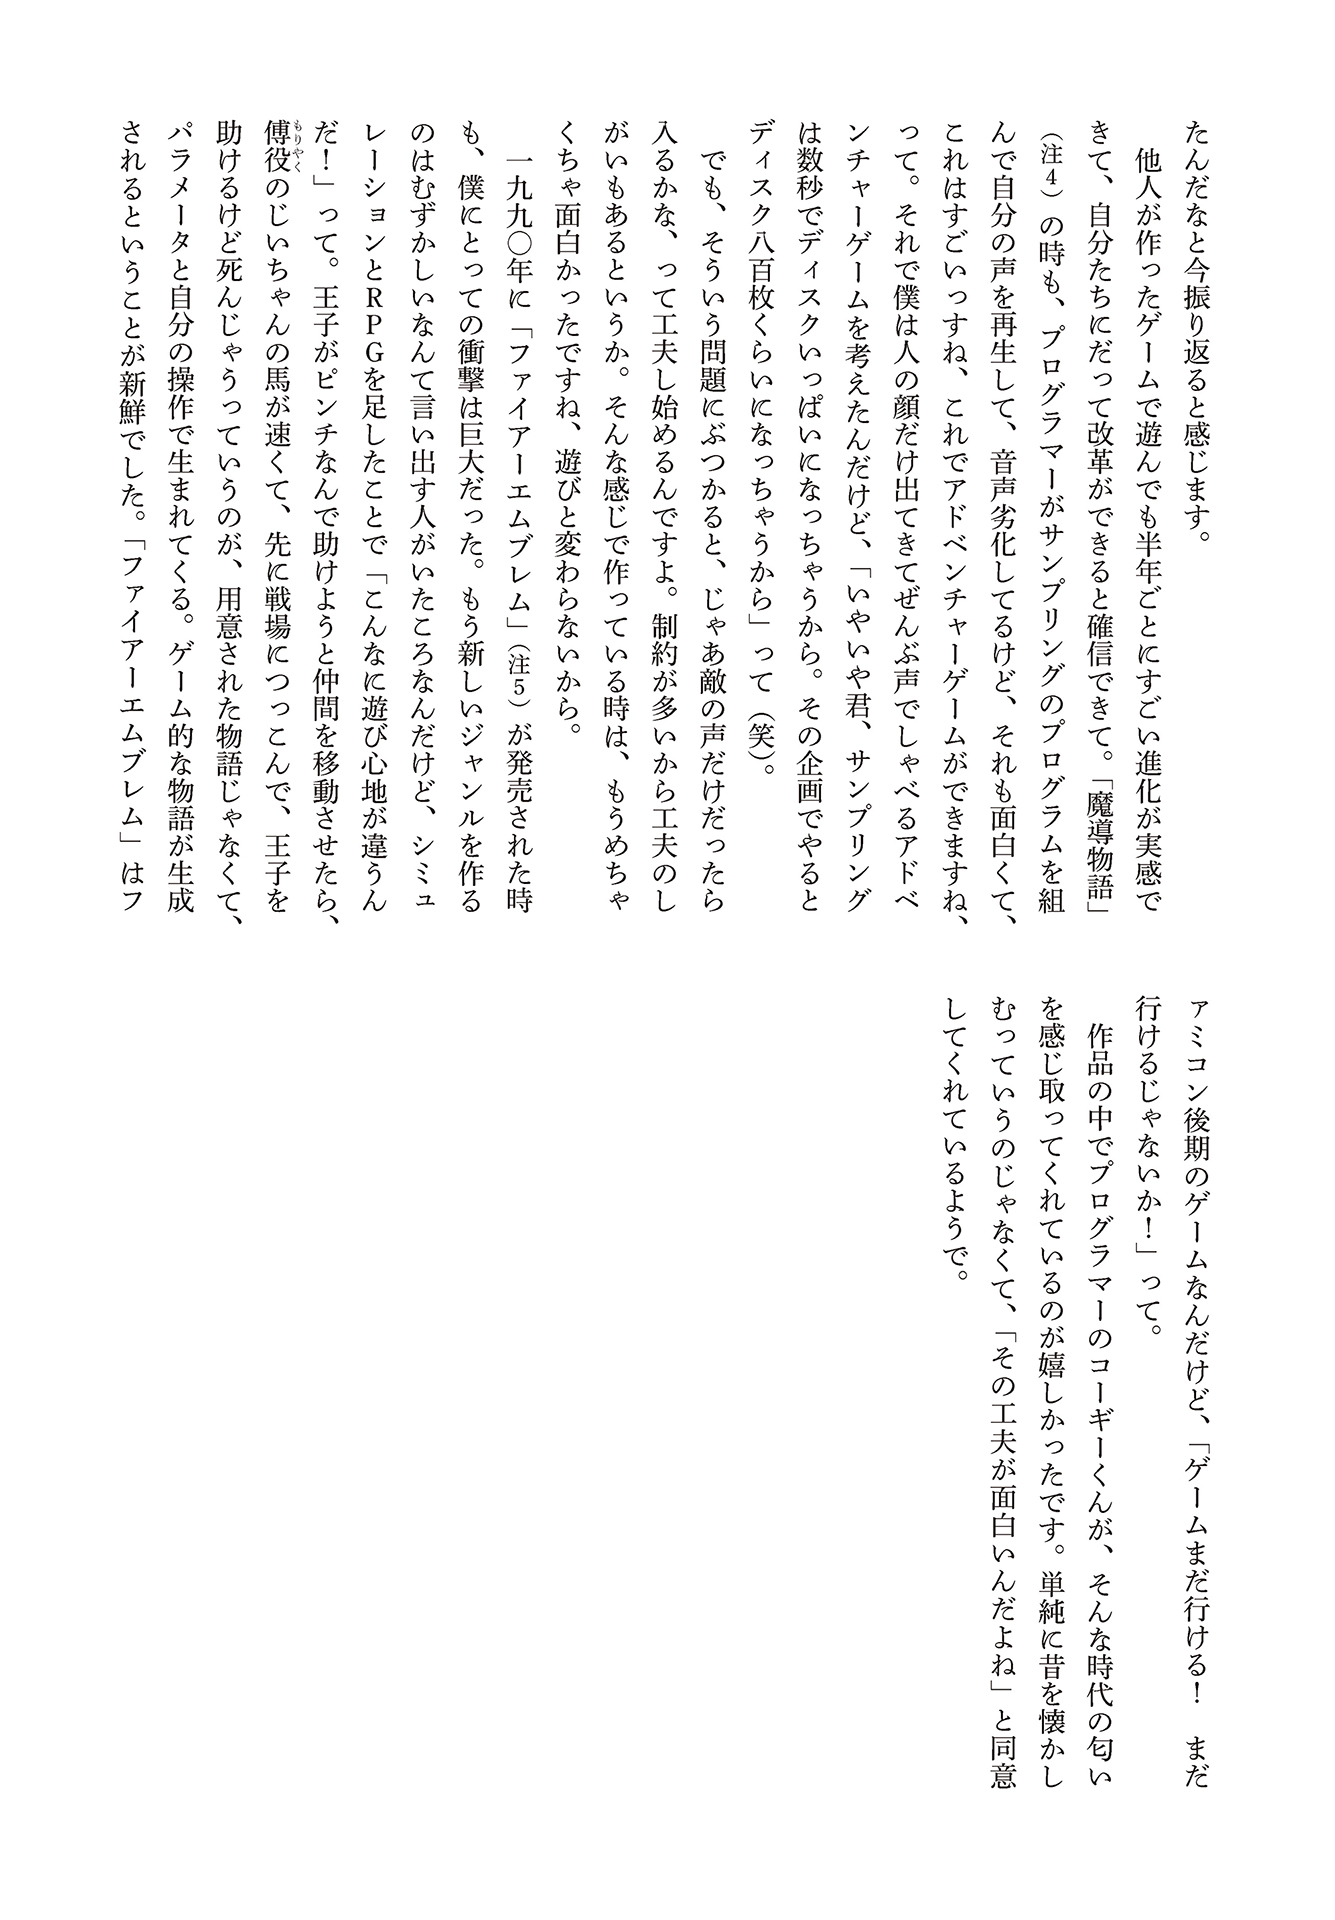 たんだなと今振り返ると感じます。
　他人が作ったゲームで遊んでも半年ごとにすごい進化が実感で
きて、自分たちにだって改革ができると確信できて。「魔導物語」
（注4）の時も、プログラマーがサンプリングのプログラムを組
んで自分の声を再生して、音声劣化してるけど、それも面白くて、
これはすごいっすね、これでアドベンチャーゲームができますね、
って。それで僕は人の顔だけ出てきてぜんぶ声でしゃべるアドベ
ンチャーゲームを考えたんだけど、「いやいや君、サンプリング
は数秒でディスクいっぱいになっちゃうから。その企画でやると
ディスク八百枚くらいになっちゃうから」って（笑）。
　でも、そういう問題にぶつかると、じゃあ敵の声だけだったら
入るかな、って工夫し始めるんですよ。制約が多いから工夫のし
がいもあるというか。そんな感じで作っている時は、もうめちゃ
くちゃ面白かったですね、遊びと変わらないから。
　一九九〇年に「ファイアーエムブレム」（注5）が発売された時
も、僕にとっての衝撃は巨大だった。もう新しいジャンルを作る
のはむずかしいなんて言い出す人がいたころなんだけど、シミュ
レーションとRPGを足したことで「こんなに遊び心地が違うん
だ！」って。王子がピンチなんで助けようと仲間を移動させたら、
傅役（もりやく）のじいちゃんの馬が速くて、先に戦場につっこんで、王子を
助けるけど死んじゃうっていうのが、用意された物語じゃなくて、
パラメータと自分の操作で生まれてくる。ゲーム的な物語が生成
されるということが新鮮でした。「ファイアーエムブレム」はフ
ァミコン後期のゲームなんだけど、「ゲームまだ行ける！　まだ
行けるじゃないか！」って。
　作品の中でプログラマーのコーギーくんが、そんな時代の匂い
を感じ取ってくれているのが嬉しかったです。単純に昔を懐かし
むっていうのじゃなくて、「その工夫が面白いんだよね」と同意
してくれているようで。